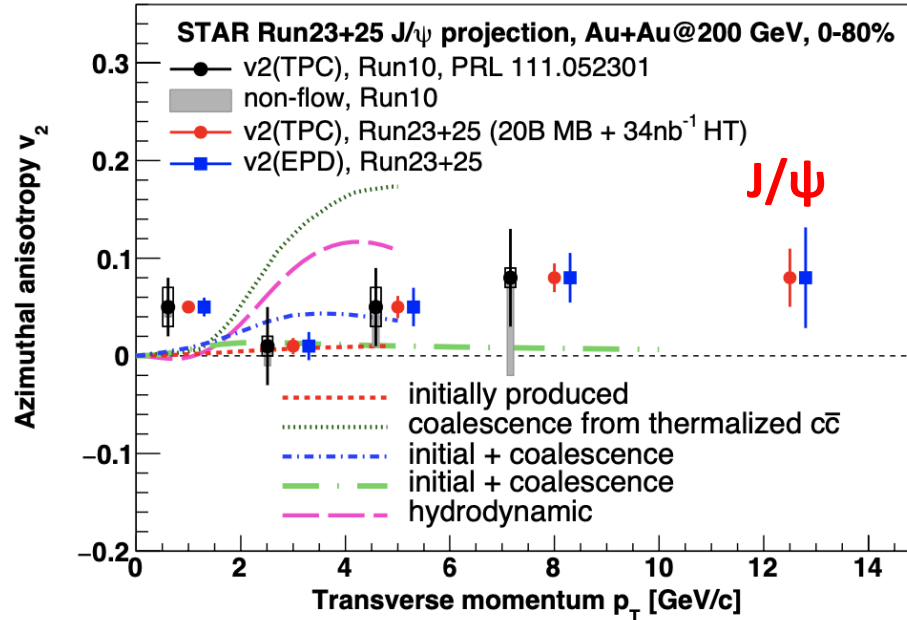 STAR Run23+25 J/ψ projection, Au+Au@200 GeV, 0-80%
v2(TPC), Run10, PRL 111.052301
non-flow, Run10
v2(TPC), Run23+25 (20B MB + 34nb⁻¹ HT)
v2(EPD), Run23+25
J/ψ
Azimuthal anisotropy v₂
0.3
0.2
0.1
0
−0.1
−0.2
initially produced
coalescence from thermalized cc̅
initial + coalescence
initial + coalescence
hydrodynamic
0 2 4 6 8 10 12 14
Transverse momentum p_T [GeV/c]